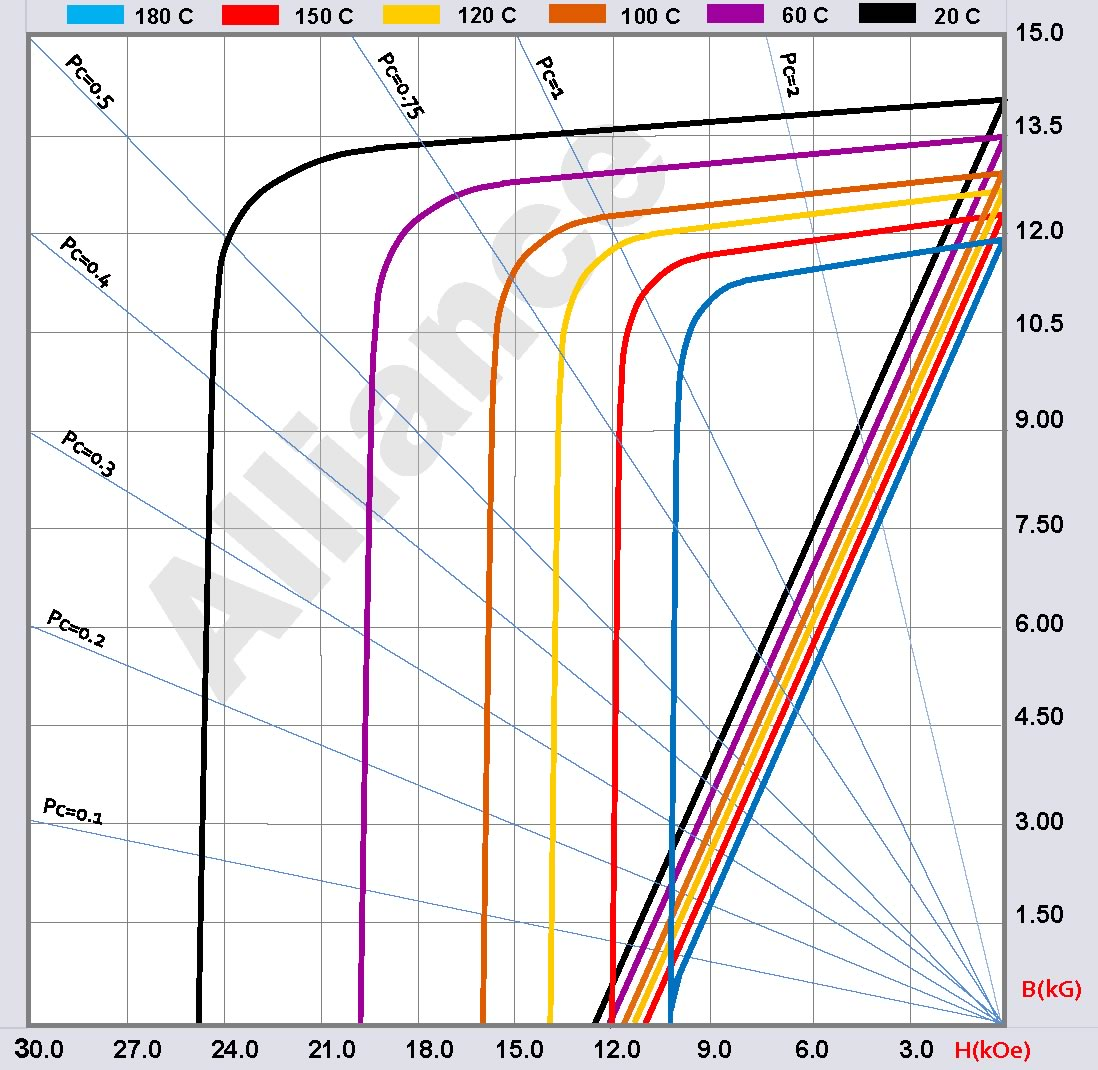 180 C 150 C 120 C 100 C 60 C 20 C
15.0
Pc=0.5
Pc=0.75
Pc=1
Pc=2
13.5
12.0
Pc=0.4
10.5
9.00
Pc=0.3
7.50
6.00
Pc=0.2
4.50
3.00
Pc=0.1
1.50
Alliance
B(kG)
30.0 27.0 24.0 21.0 18.0 15.0 12.0 9.0 6.0 3.0 H(kOe)